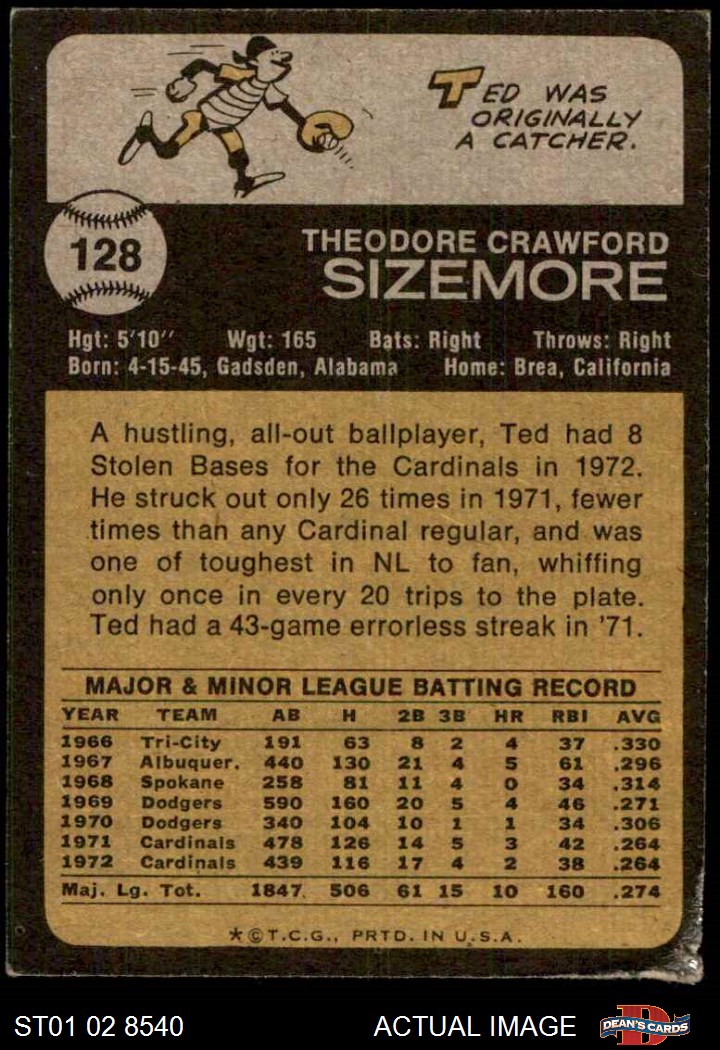 TED WAS
ORIGINALLY
A CATCHER.
128
THEODORE CRAWFORD
SIZEMORE
Hgt: 5'10" Wgt: 165 Bats: Right Throws: Right
Born: 4-15-45, Gadsden, Alabama Home: Brea, California
A hustling, all-out ballplayer, Ted had 8
Stolen Bases for the Cardinals in 1972.
He struck out only 26 times in 1971, fewer
times than any Cardinal regular, and was
one of toughest in NL to fan, whiffing
only once in every 20 trips to the plate.
Ted had a 43-game errorless streak in '71.
MAJOR & MINOR LEAGUE BATTING RECORD
YEAR TEAM AB H 2B 3B HR RBI AVG
1966 Tri-City 191 63 8 2 4 37 .330
1967 Albuquer. 440 130 21 4 5 61 .296
1968 Spokane 258 81 11 4 0 34 .314
1969 Dodgers 590 160 20 5 4 46 .271
1970 Dodgers 340 104 10 1 1 34 .306
1971 Cardinals 478 126 14 5 3 42 .264
1972 Cardinals 439 116 17 4 2 38 .264
Maj. Lg. Tot. 1847 506 61 15 10 160 .274
*©T.C.G., PRTD. IN U.S.A.
ST01 02 8540 ACTUAL IMAGE D DEAN'S CARDS